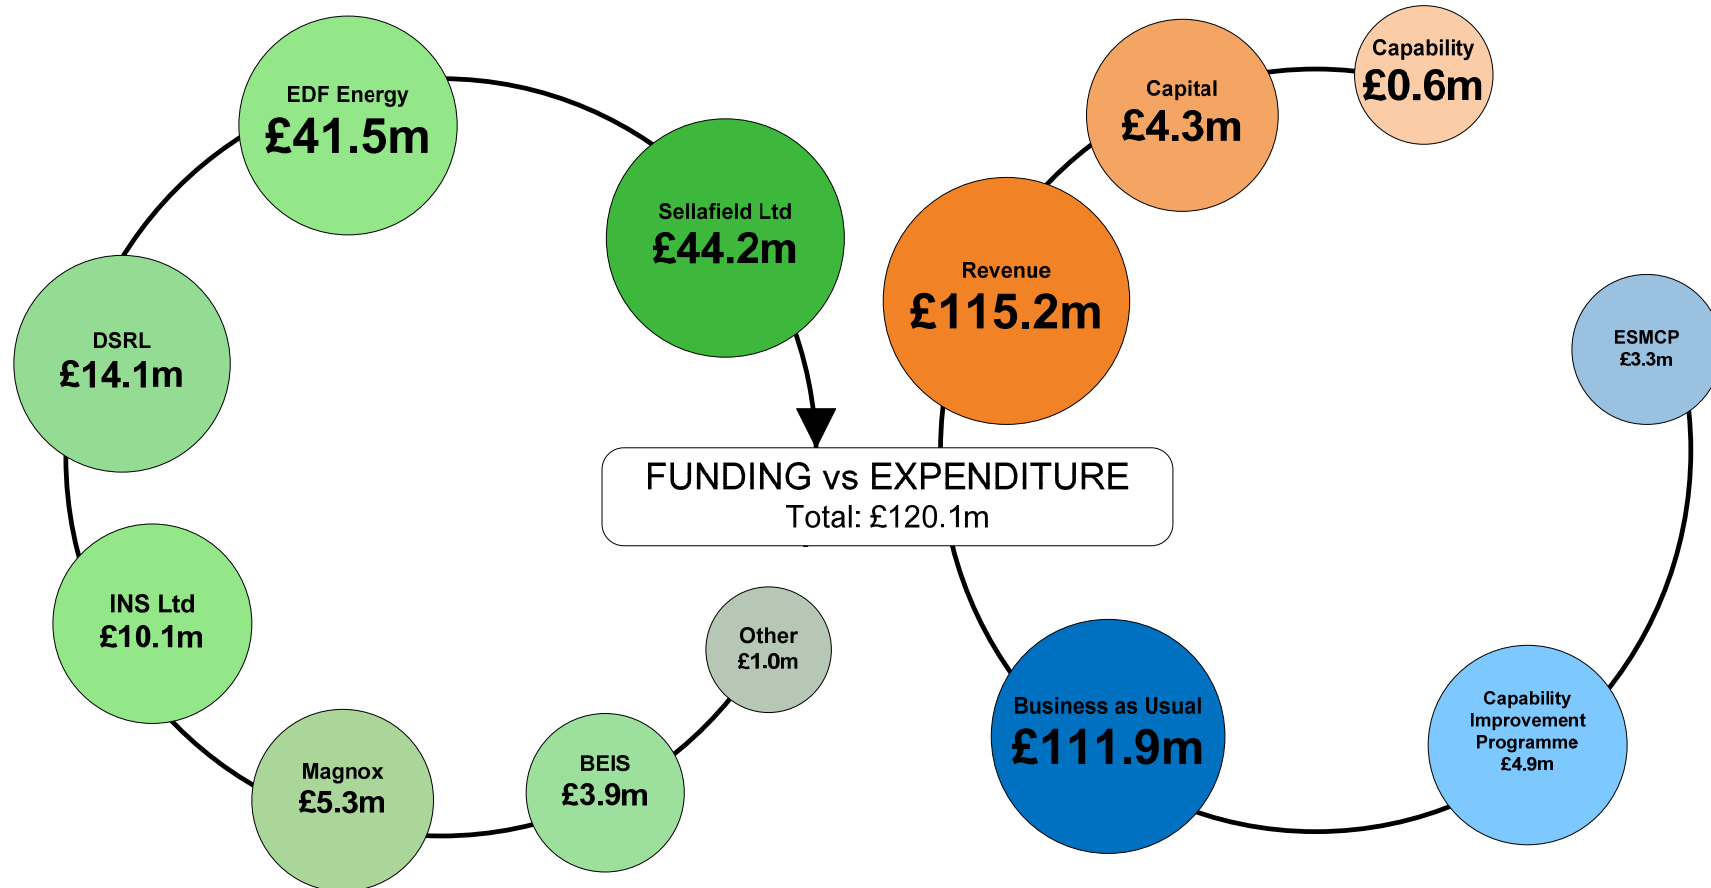 EDF Energy
£41.5m
Sellafield Ltd
£44.2m
DSRL
£14.1m
INS Ltd
£10.1m
Magnox
£5.3m
BEIS
£3.9m
Other
£1.0m
FUNDING vs EXPENDITURE
Total: £120.1m
Capability
£0.6m
Capital
£4.3m
Revenue
£115.2m
ESMCP
£3.3m
Business as Usual
£111.9m
Capability
Improvement
Programme
£4.9m